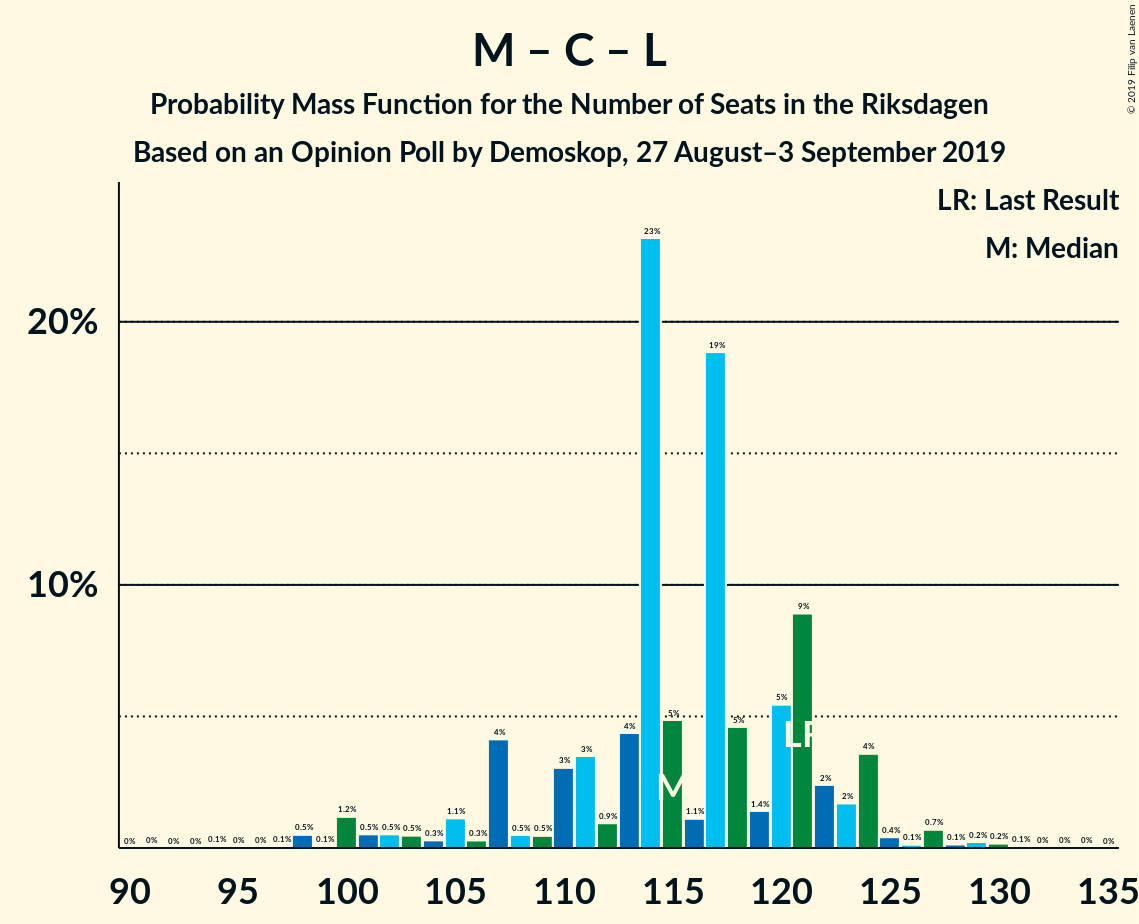 M – C – L
Probability Mass Function for the Number of Seats in the Riksdagen
Based on an Opinion Poll by Demoskop, 27 August–3 September 2019
© 2019 Filip van Laenen
LR: Last Result
M: Median
20%
10%
0% 0% 0% 0% 0.1% 0% 0% 0.1% 0.5% 0.1% 1.2% 0.5% 0.5% 0.5% 0.3% 1.1% 0.3% 4% 0.5% 0.5% 3% 3% 0.9% 4% 23% 5% 1.1% 19% 5% 1.4% 5% 9% 2% 2% 4% 0.4% 0.1% 0.7% 0.1% 0.2% 0.2% 0.1% 0% 0% 0% 0%
LR
M
90 95 100 105 110 115 120 125 130 135